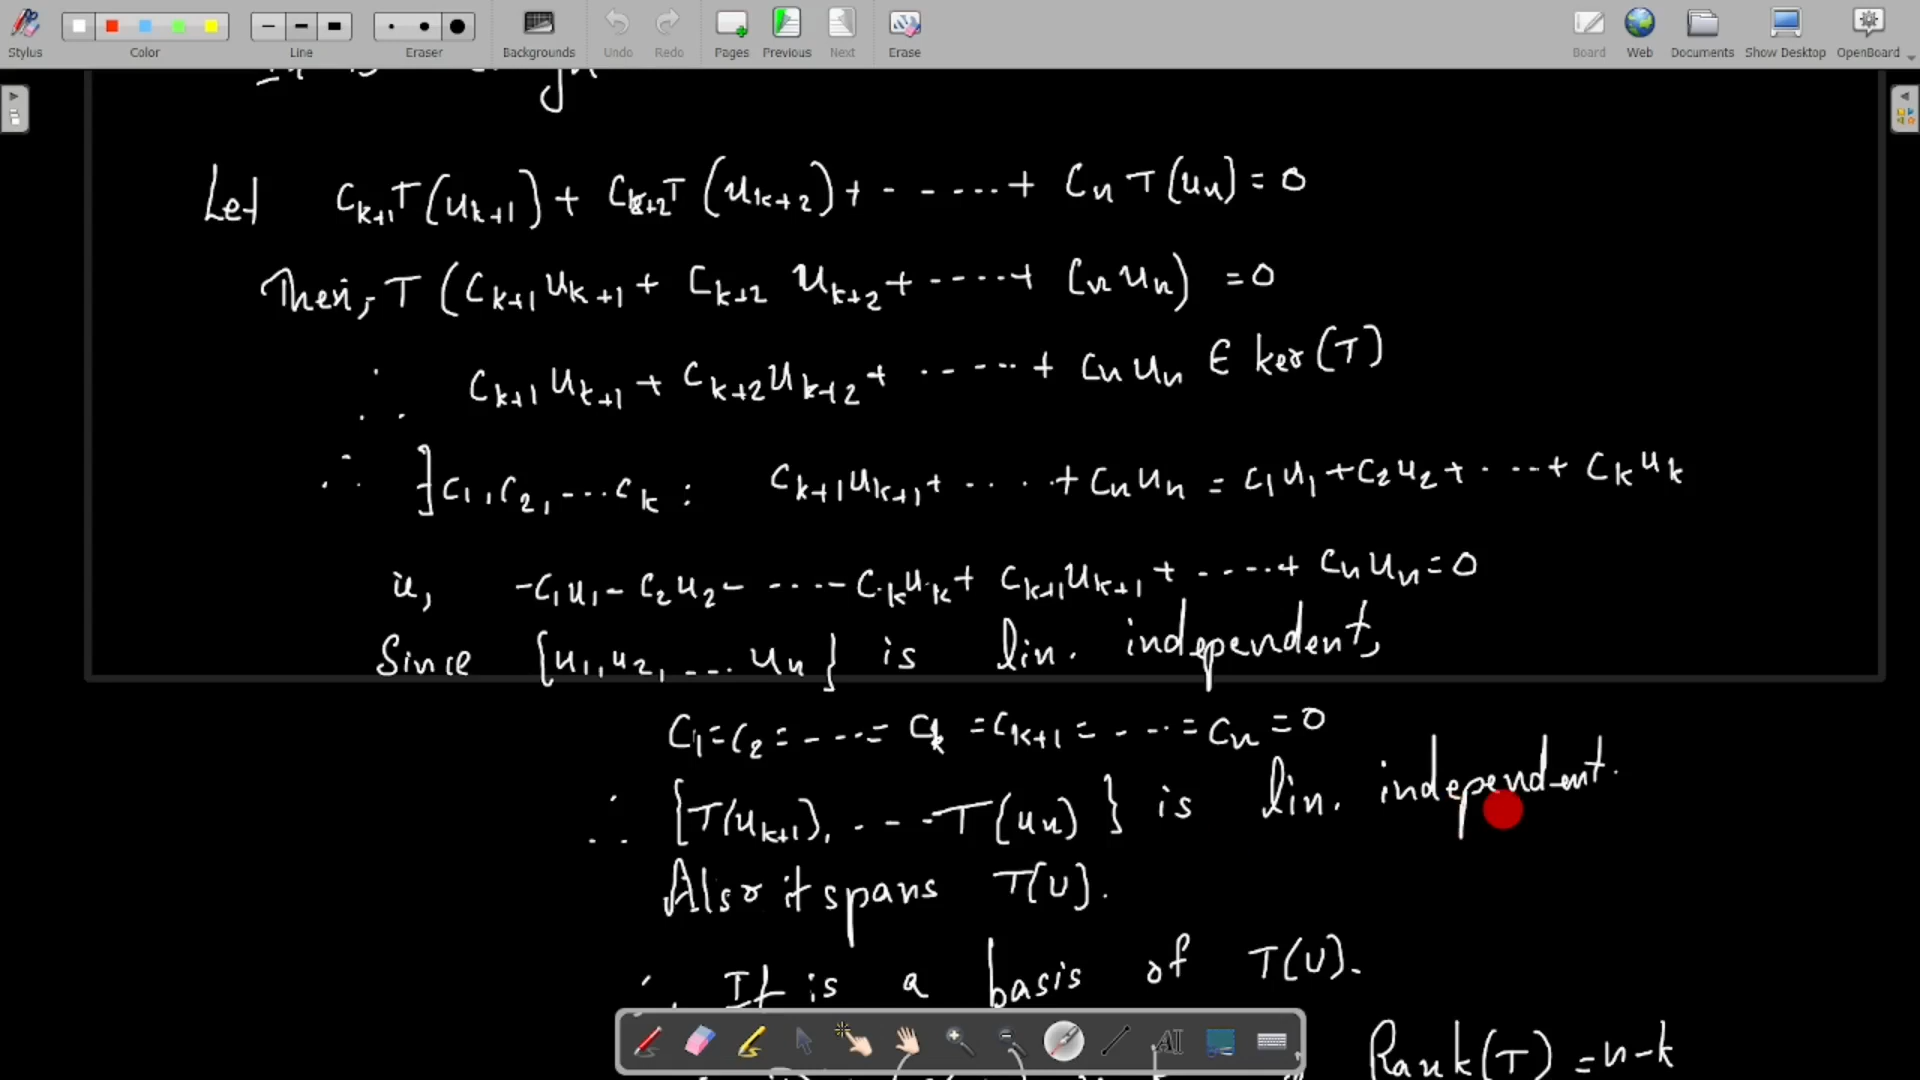 Stylus Color Line Eraser Backgrounds Undo Redo Pages Previous Next Erase Board Web Documents Show Desktop OpenBoard
Let C_{k+1}T(u_{k+1}) + C_{k+2}T(u_{k+2}) + ------ + C_n T(u_n) = 0
Then, T(C_{k+1}u_{k+1} + C_{k+2} u_{k+2} + -----+ C_n u_n) = 0
∴ C_{k+1}u_{k+1} + C_{k+2}u_{k+2} + ------ + C_n u_n ∈ ker(T)
∴ ∃ c_1, c_2, ---c_k : C_{k+1}u_{k+1} + ..... + C_n u_n = c_1u_1 + c_2u_2 + ....+ C_k u_k
ie, -c_1u_1 - c_2u_2 - ----- C_k u_k + C_{k+1}u_{k+1} + -----+ C_n u_n = 0
Since {u_1, u_2, ---- u_n} is lin. independent,
C_1 = C_2 = ----= C_k = C_{k+1} = ----= C_n = 0
∴ {T(u_{k+1}), ---- T(u_n)} is lin. independent.
Also it spans T(U).
∴ It is a basis of T(U).
Rank(T) = n-k